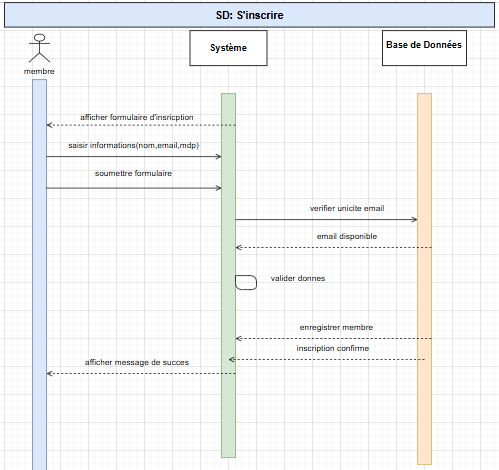 SD: S'inscrire
Système
Base de Données
membre
afficher formulaire d'insricption
saisir informations(nom,email,mdp)
soumettre formulaire
verifier unicite email
email disponible
valider donnes
enregistrer membre
inscription confirme
afficher message de succes